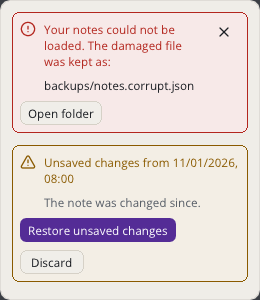 Your notes could not be
loaded. The damaged file
was kept as:
backups/notes.corrupt.json
Open folder
Unsaved changes from 11/01/2026,
08:00
The note was changed since.
Restore unsaved changes
Discard